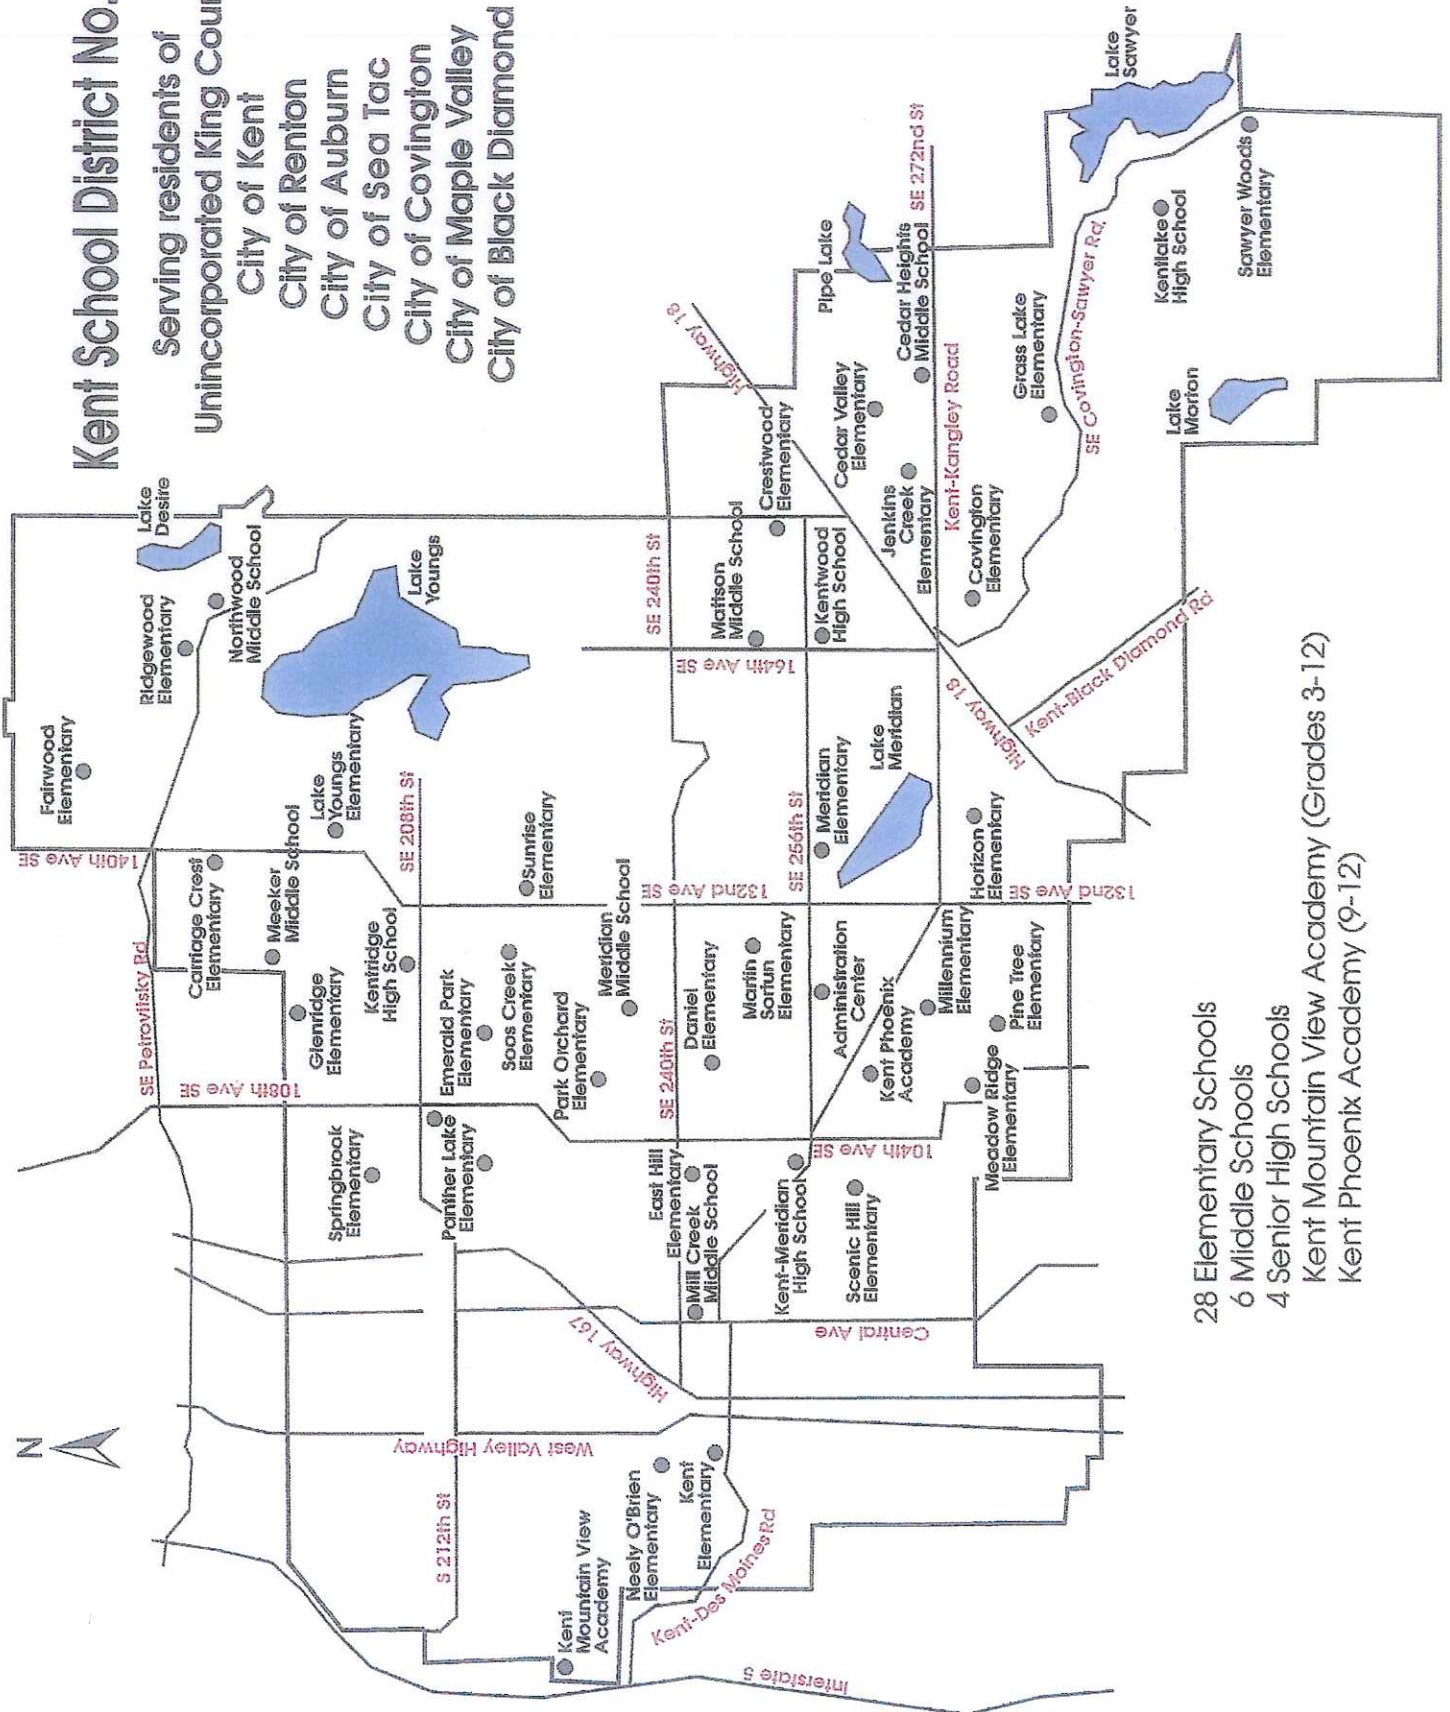 Kent School District No.
Serving residents of
Unincorporated King Cou
City of Kent
City of Renton
City of Auburn
City of Sea Tac
City of Covington
City of Maple Valley
City of Black Diamond
N
Fairwood
Elementary
Ridgewood
Elementary
Lake
Desire
Northwood
Middle School
140th Ave SE
SE Petrovitsky Rd
Carriage Crest
Elementary
Meeker
Middle School
Lake
Youngs
Elementary
Lake
Youngs
Glenridge
Elementary
108th Ave SE
Kentridge
High School
SE 208th St
Springbrook
Elementary
Panther Lake
Elementary
Emerald Park
Elementary
Soos Creek
Elementary
Sunrise
Elementary
S 212th St
West Valley Highway
Highway 167
Park Orchard
Elementary
Meridian
Middle School
132nd Ave SE
SE 240th St
SE 240th St
Kent
Mountain View
Academy
Neely O'Brien
Elementary
Kent
Elementary
Kent-Des Moines Rd
Interstate 5
East Hill
Elementary
Mill Creek
Middle School
Daniel
Elementary
Martin
Sortun
Elementary
164th Ave SE
Mattson
Middle School
Crestwood
Elementary
Highway 18
Kent-Meridian
High School
Scenic Hill
Elementary
Central Ave
104th Ave SE
Administration
Center
Kent Phoenix
Academy
SE 256th St
Meridian
Elementary
Lake
Meridian
Kentwood
High School
Cedar Valley
Elementary
Pipe Lake
Cedar Heights
Middle School
SE 272nd St
Jenkins
Creek
Elementary
Kent-Kangley Road
Millennium
Elementary
Horizon
Elementary
132nd Ave SE
Highway 18
Meadow Ridge
Elementary
Pine Tree
Elementary
Covington
Elementary
Grass Lake
Elementary
SE Covington-Sawyer Rd.
Kent-Black Diamond Rd
Lake
Sawyer
Kentlake
High School
Lake
Morton
Sawyer Woods
Elementary
28 Elementary Schools
6 Middle Schools
4 Senior High Schools
Kent Mountain View Academy (Grades 3-12)
Kent Phoenix Academy (9-12)